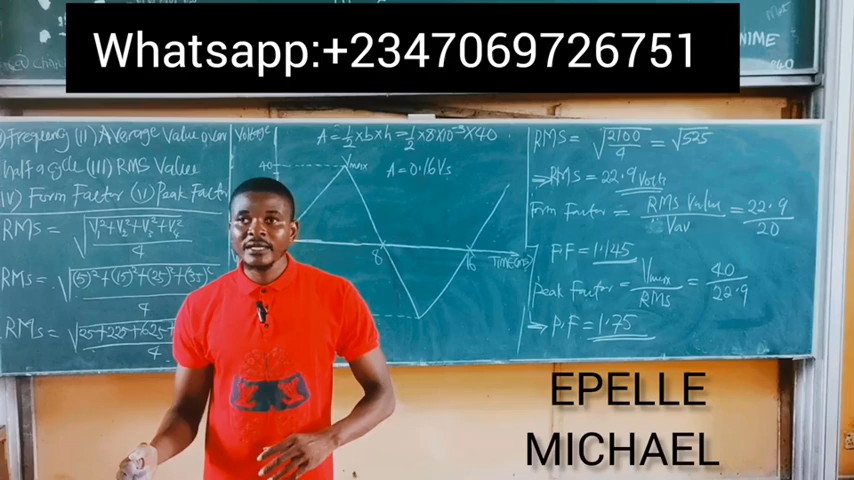 Whatsapp:+2347069726751
) Frequency (II) Average Value over
half a cycle (III) RMS Value
IV) Form Factor (V) Peak Factor
RMS = √V₁²+V₂²+V₃²+V₄²
4
RMS = √(5)²+(15)²+(25)²+(35)²
4
RMS = √25+225+625+
4
Voltage
A = 1/2 x b x h = 1/2 x 8x10⁻³ x 40
A = 0.16Vs
40
Vmax
8
16
TIME(ms)
RMS = √2100/4 = √525
⇒RMS = 22.9 Volts
Form Factor = RMS Value/Vav = 22.9/20
FF = 1.145
Peak Factor = Vmax/RMS = 40/22.9
⇒ P.F = 1.75
EPELLE
MICHAEL